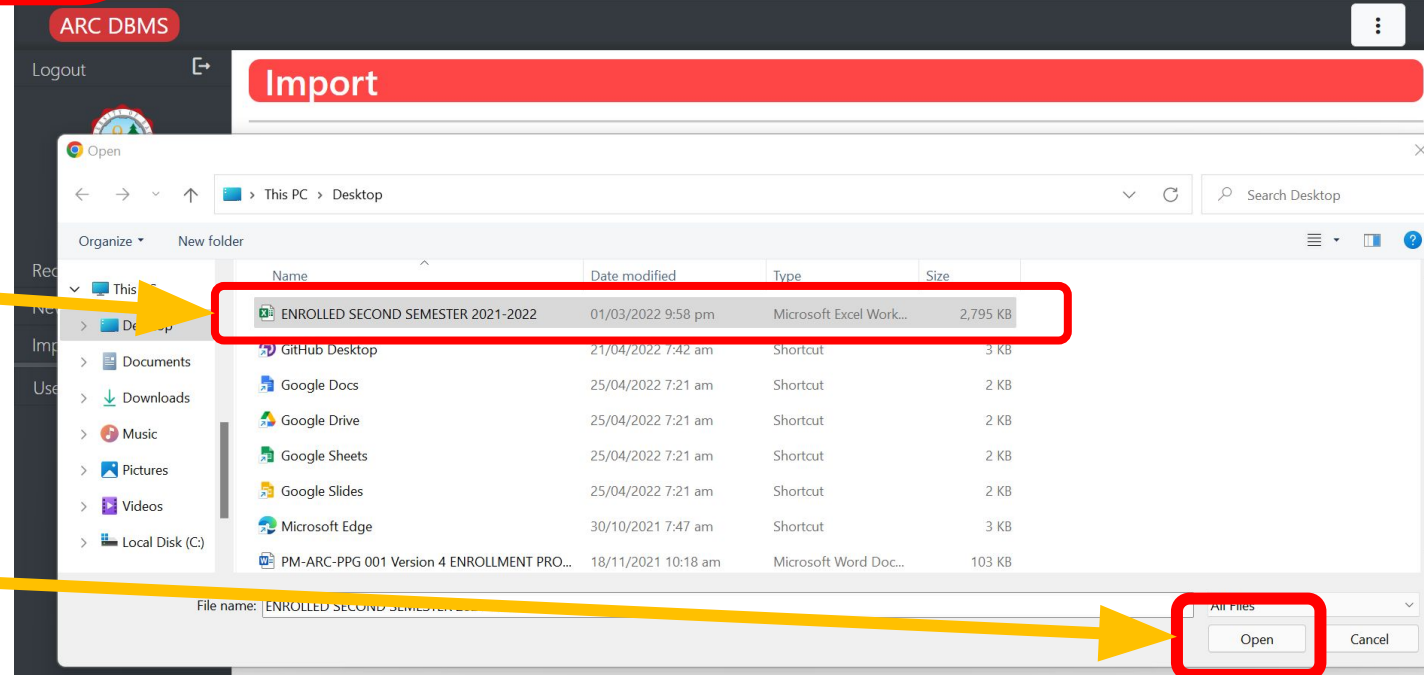 ARC DBMS
Logout
Import
Open
This PC > Desktop
Search Desktop
Organize New folder
Name Date modified Type Size
This
ENROLLED SECOND SEMESTER 2021-2022 01/03/2022 9:58 pm Microsoft Excel Work... 2,795 KB
GitHub Desktop 21/04/2022 7:42 am Shortcut 3 KB
Documents
Google Docs 25/04/2022 7:21 am Shortcut 2 KB
Downloads
Google Drive 25/04/2022 7:21 am Shortcut 2 KB
Music
Google Sheets 25/04/2022 7:21 am Shortcut 2 KB
Pictures
Google Slides 25/04/2022 7:21 am Shortcut 2 KB
Videos
Microsoft Edge 30/10/2021 7:47 am Shortcut 3 KB
Local Disk (C:)
PM-ARC-PPG 001 Version 4 ENROLLMENT PRO... 18/11/2021 10:18 am Microsoft Word Doc... 103 KB
File name: ENROLLED SECOND SEMESTER
All Files
Open Cancel